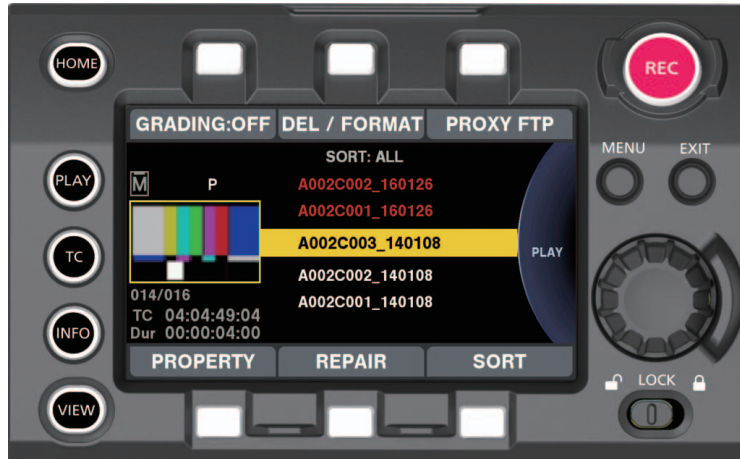 HOME
REC
GRADING:OFF DEL / FORMAT PROXY FTP
MENU EXIT
SORT: ALL
PLAY
M P
A002C002_160126
A002C001_160126
A002C003_140108
PLAY
TC
A002C002_140108
A002C001_140108
014/016
TC 04:04:49:04
Dur 00:00:04:00
INFO
PROPERTY REPAIR SORT
LOCK
VIEW
0